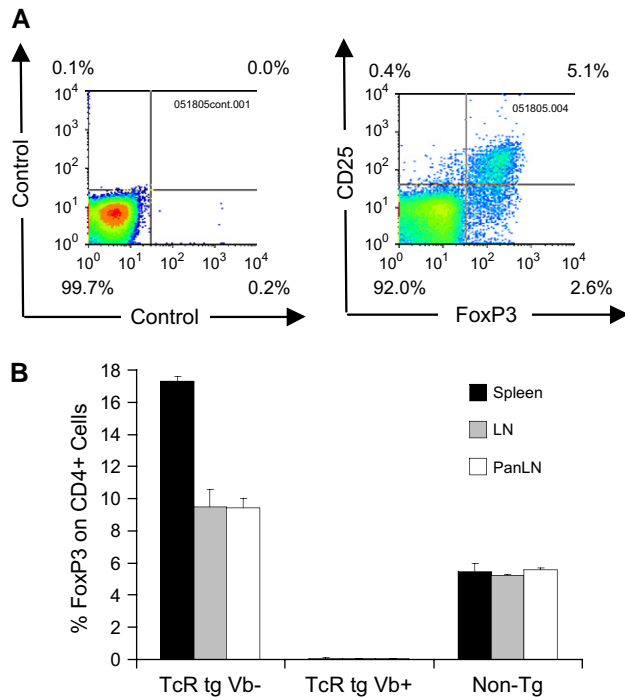 A
0.1%
0.0%
10^4
10^3
10^2
10^1
10^0
Control
051805cont.001
10^0 10^1 10^2 10^3 10^4
99.7%
0.2%
Control
0.4%
5.1%
10^4
10^3
10^2
10^1
10^0
CD25
051805.004
10^0 10^1 10^2 10^3 10^4
92.0%
2.6%
FoxP3
B
% FoxP3 on CD4+ Cells
18
16
14
12
10
8
6
4
2
0
Spleen
LN
PanLN
TcR tg Vb-
TcR tg Vb+
Non-Tg